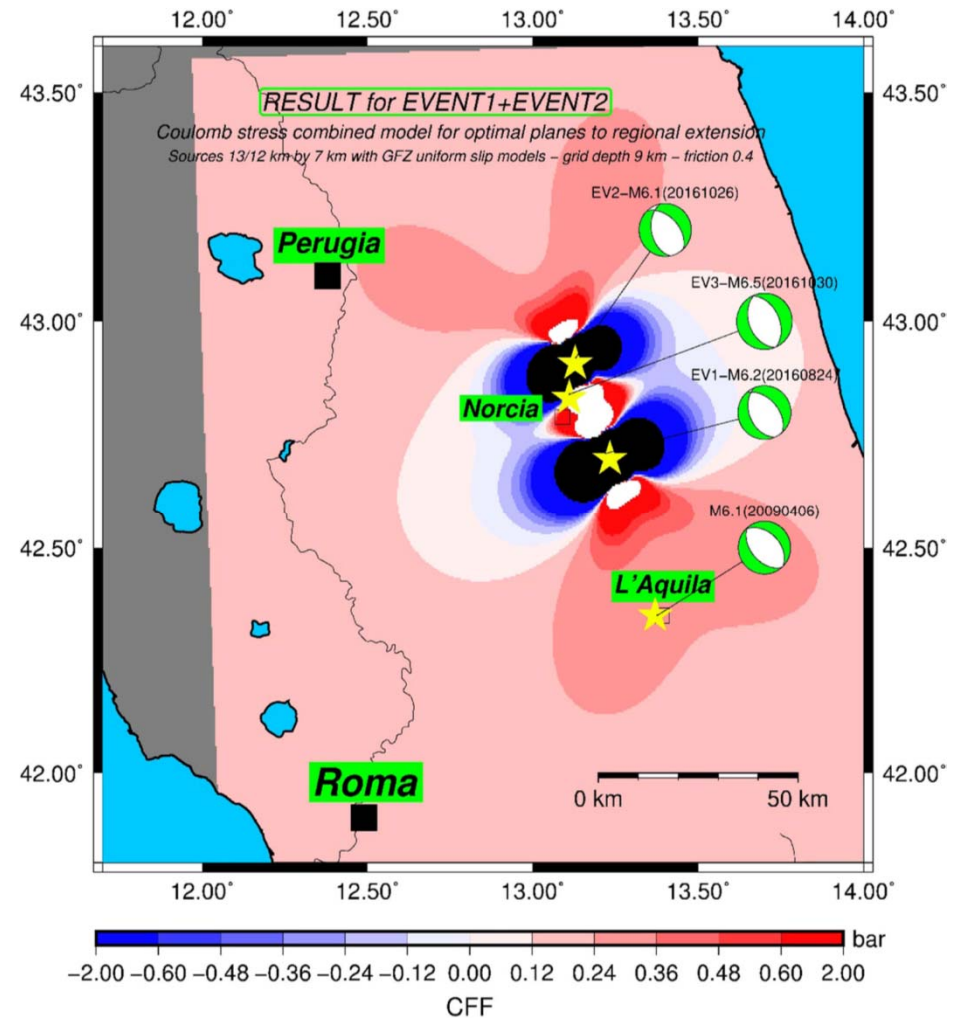 12.00° 12.50° 13.00° 13.50° 14.00°
43.50°
43.50°
RESULT for EVENT1+EVENT2
Coulomb stress combined model for optimal planes to regional extension
Sources 13/12 km by 7 km with GFZ uniform slip models – grid depth 9 km – friction 0.4
EV2–M6.1(20161026)
Perugia
EV3–M6.5(20161030)
43.00°
43.00°
EV1–M6.2(20160824)
Norcia
M6.1(20090406)
42.50°
42.50°
L'Aquila
Roma
42.00°
42.00°
0 km 50 km
12.00° 12.50° 13.00° 13.50° 14.00°
bar
−2.00 −0.60 −0.48 −0.36 −0.24 −0.12 0.00 0.12 0.24 0.36 0.48 0.60 2.00
CFF